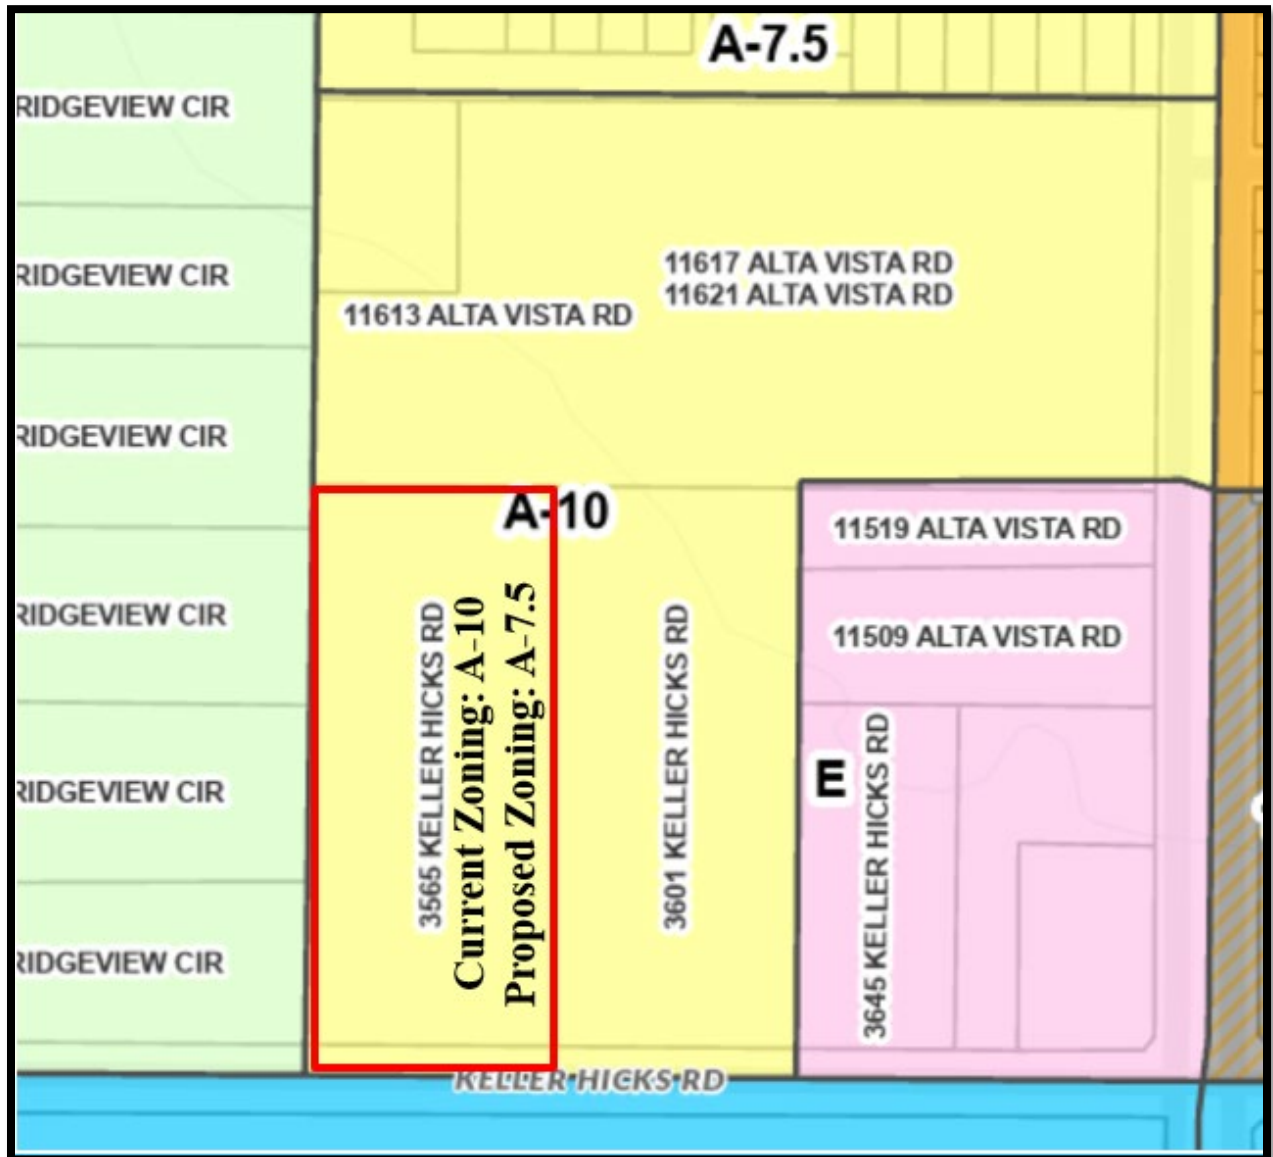 A-7.5
RIDGEVIEW CIR
11617 ALTA VISTA RD
11621 ALTA VISTA RD
RIDGEVIEW CIR
11613 ALTA VISTA RD
RIDGEVIEW CIR
A-10
11519 ALTA VISTA RD
RIDGEVIEW CIR
11509 ALTA VISTA RD
3565 KELLER HICKS RD
Current Zoning: A-10
Proposed Zoning: A-7.5
3601 KELLER HICKS RD
E
3645 KELLER HICKS RD
RIDGEVIEW CIR
RIDGEVIEW CIR
KELLER HICKS RD